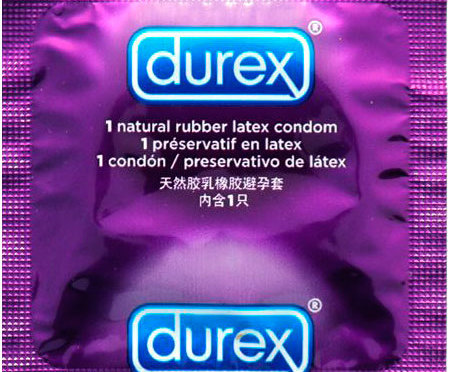 durex®
1 natural rubber latex condom
1 préservatif en latex
1 condón / preservativo de látex
天然胶乳橡胶避孕套
内含1只
durex®